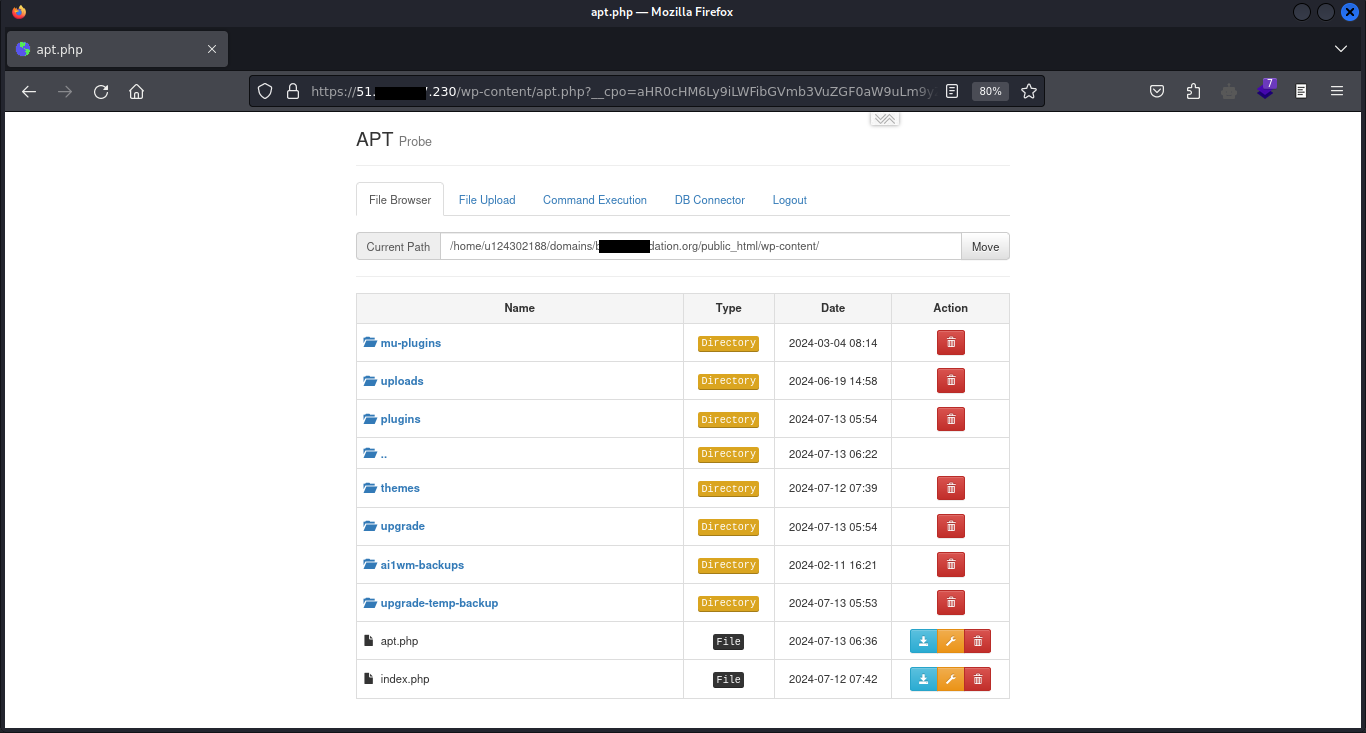 apt.php — Mozilla Firefox
apt.php
https://51. .230/wp-content/apt.php?__cpo=aHR0cHM6Ly9iLWFibGVmb3VuZGF0aW9uLm9y 80% 7
APT Probe
File Browser File Upload Command Execution DB Connector Logout
Current Path /home/u124302188/domains/ dation.org/public_html/wp-content/ Move
Name Type Date Action
mu-plugins Directory 2024-03-04 08:14
uploads Directory 2024-06-19 14:58
plugins Directory 2024-07-13 05:54
.. Directory 2024-07-13 06:22
themes Directory 2024-07-12 07:39
upgrade Directory 2024-07-13 05:54
ai1wm-backups Directory 2024-02-11 16:21
upgrade-temp-backup Directory 2024-07-13 05:53
apt.php File 2024-07-13 06:36
index.php File 2024-07-12 07:42